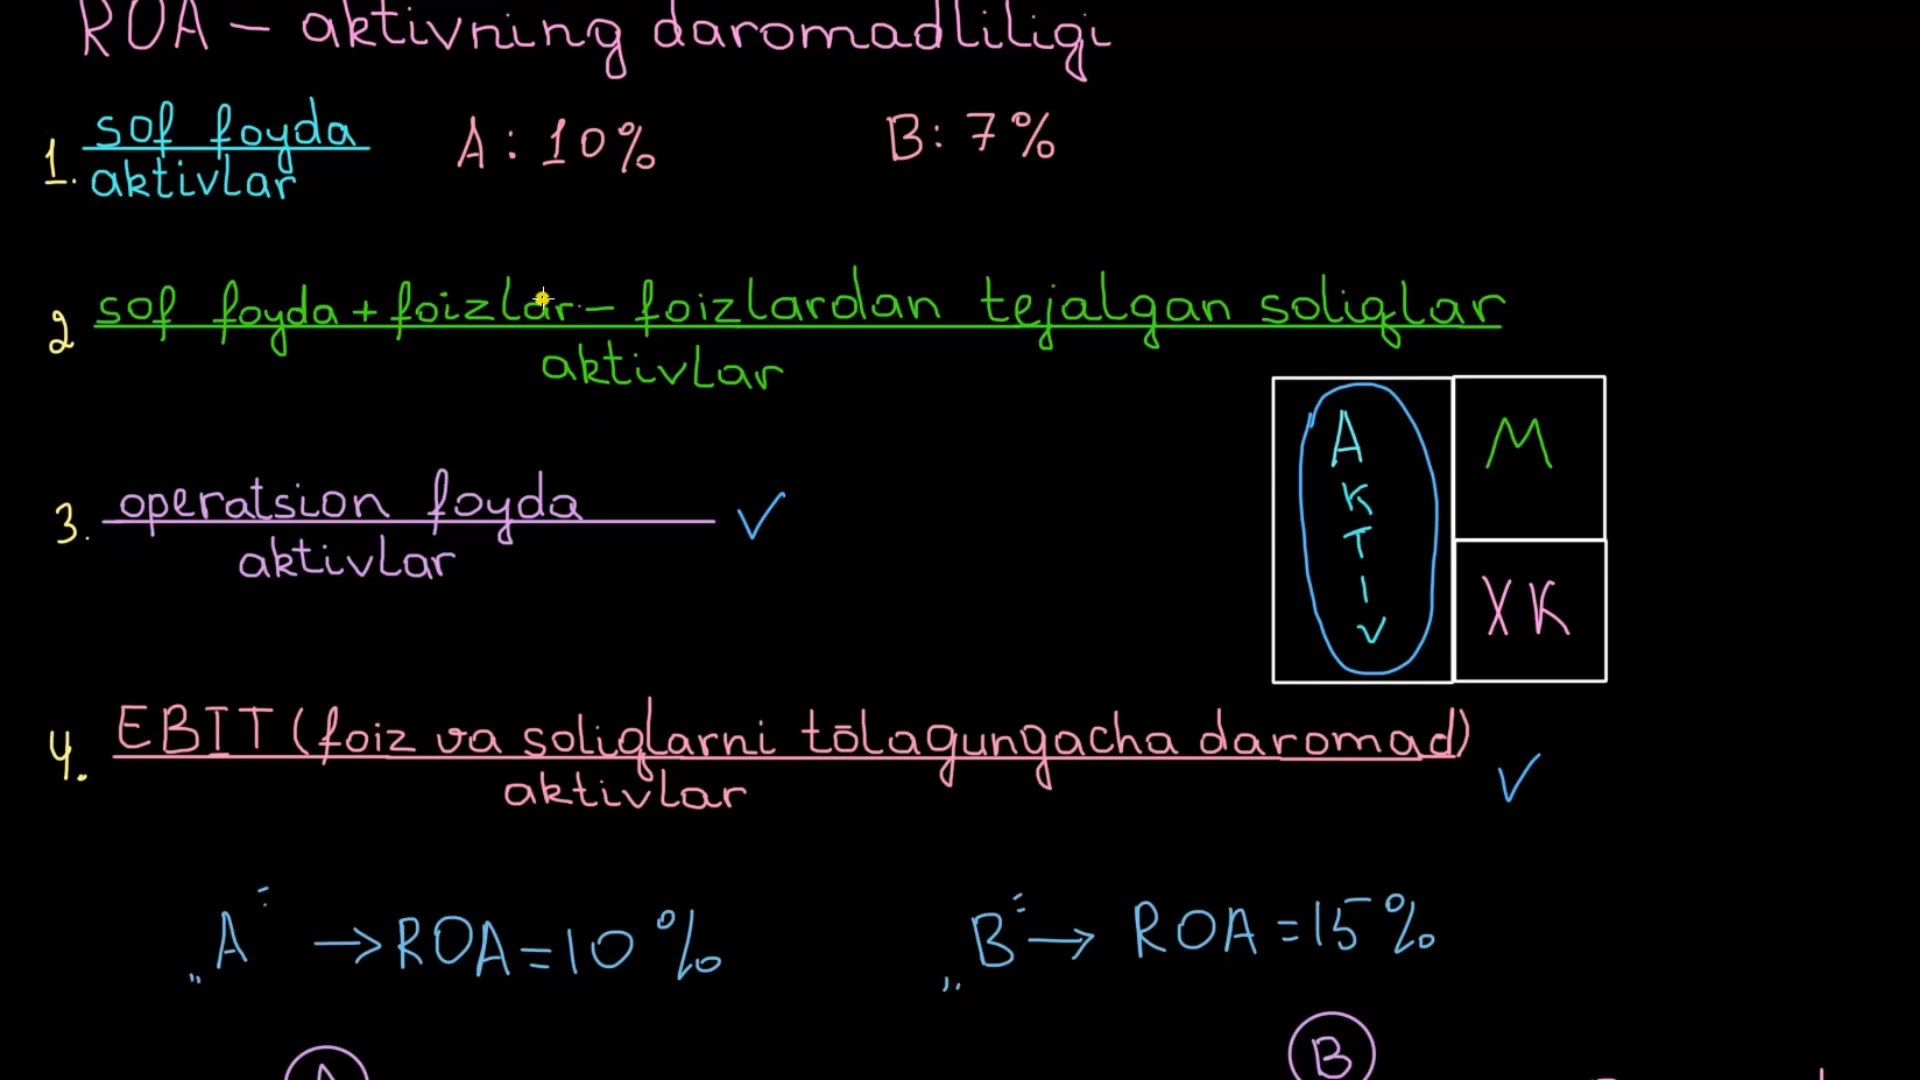 ROA - aktivning daromadliligi
1. sof foyda
aktivlar
A: 10%
B: 7%
2 sof foyda + foizlar - foizlardan tejalgan soliqlar
aktivlar
3. operatsion foyda
aktivlar
AKTIV
M
XK
4. EBIT (foiz va soliqlarni tōlagungacha daromad)
aktivlar
„A" → ROA = 10%
„B" → ROA = 15%
A
B